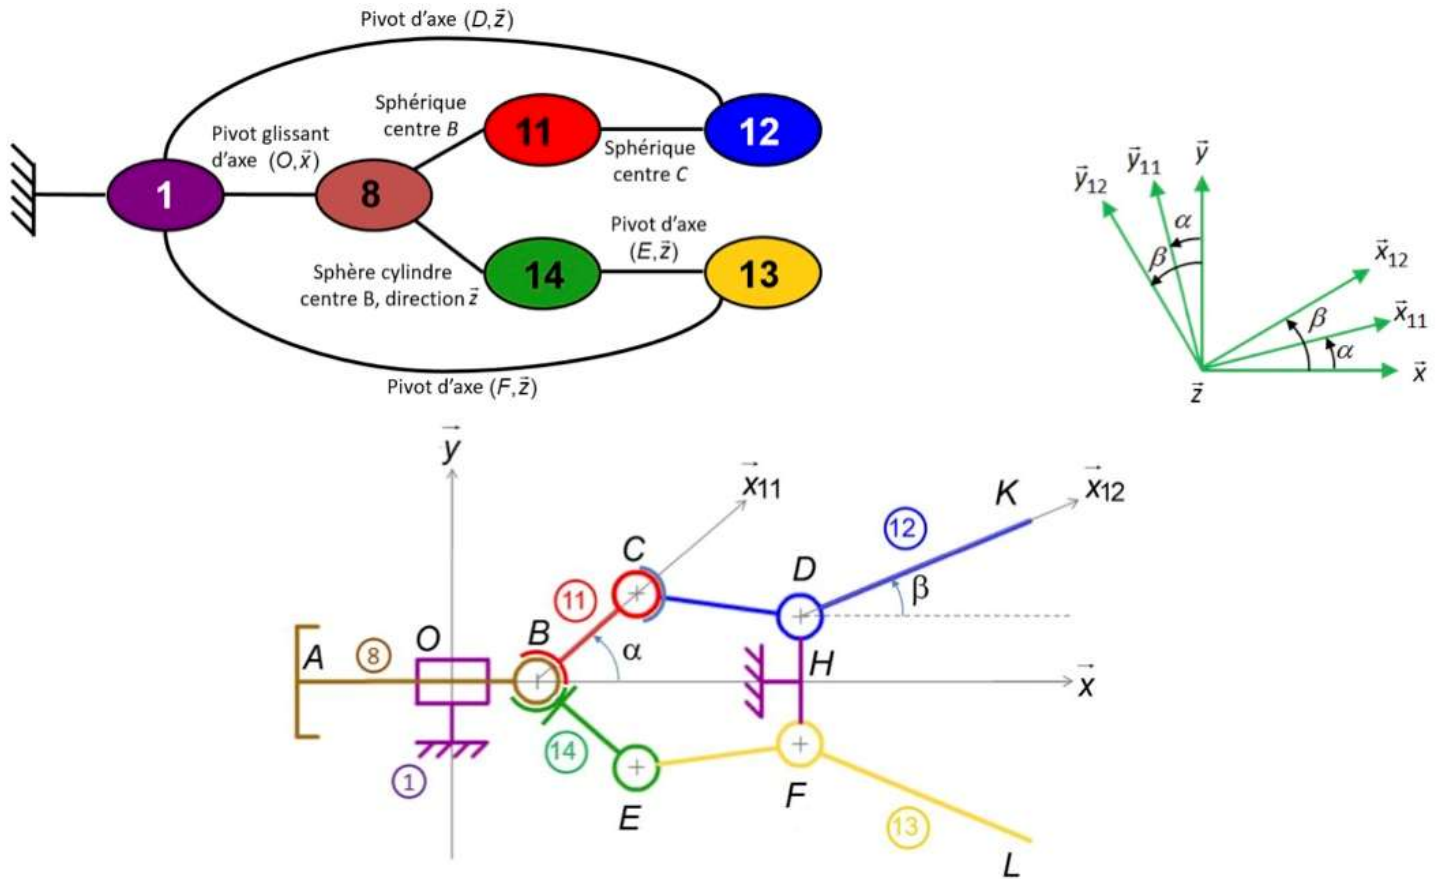 Pivot d'axe (D,z⃗)
Sphérique
centre B
11
12
Pivot glissant
d'axe (O,x⃗)
Sphérique
centre C
1
8
Pivot d'axe
(E,z⃗)
Sphère cylindre
centre B, direction z⃗
14
13
Pivot d'axe (F,z⃗)
y⃗12
y⃗11
y⃗
α
β
x⃗12
β
x⃗11
α
x⃗
z⃗
y⃗
x⃗11
K
x⃗12
12
C
D
β
11
O
B
A
8
α
H
x⃗
14
1
E
F
13
L